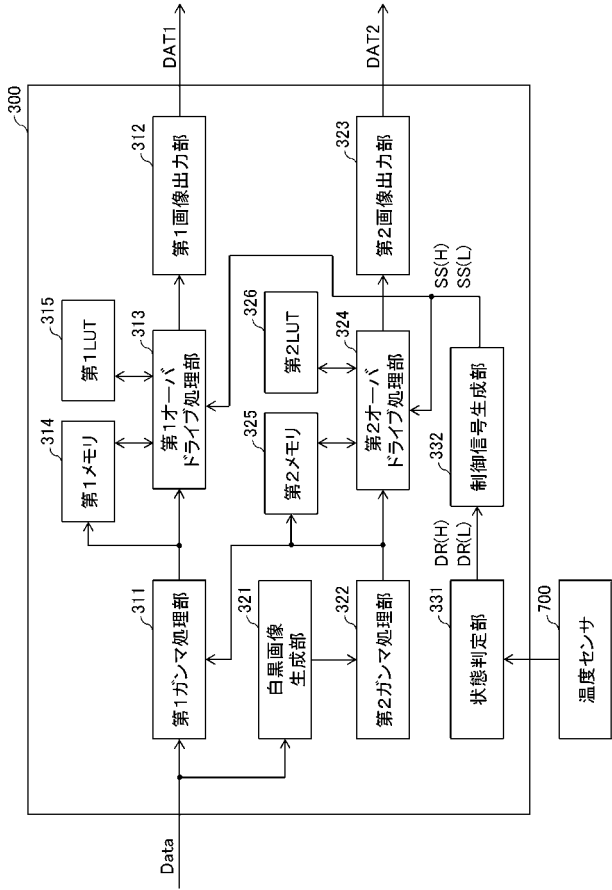 300
Data
第1ガンマ処理部
311
第1メモリ
314
第1LUT
315
第1オーバ
ドライブ処理部
313
第1画像出力部
312
DAT1
白黒画像
生成部
321
第2ガンマ処理部
322
第2メモリ
325
第2LUT
326
第2オーバ
ドライブ処理部
324
第2画像出力部
323
DAT2
状態判定部
331
DR(H)
DR(L)
制御信号生成部
332
SS(H)
SS(L)
温度センサ
700